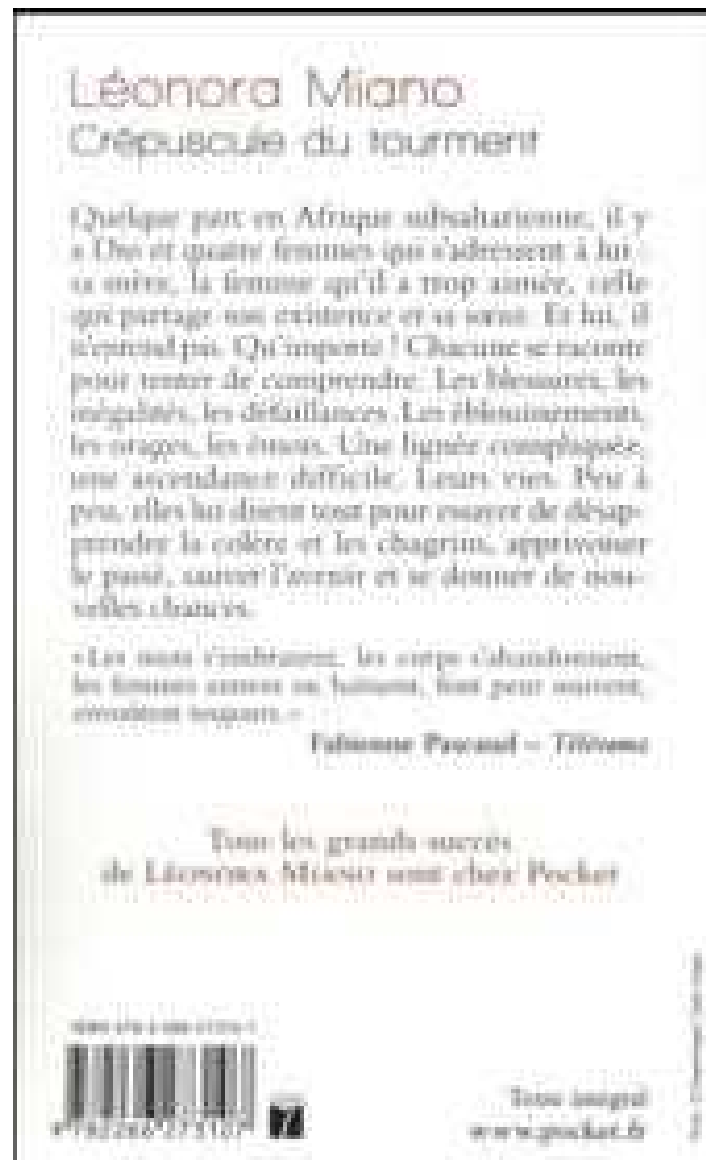 Léonora Miano
Crépuscule du tourment
Quelque part en Afrique subsaharienne, il y
a Dio et quatre femmes qui s'adressent à lui :
sa mère, la femme qu'il a trop aimée, celle
qui partage son existence et sa sœur. Et lui, il
n'entend pas. Qu'importe ! Chacune se raconte
pour tenter de comprendre. Les blessures, les
inégalités, les défaillances. Les éblouissements,
les orages, les émois. Une lignée compliquée,
une ascendance difficile. Leurs vies. Peu à
peu, elles lui disent tout pour essayer de désap-
prendre la colère et les chagrins, apprivoiser
le passé, sauver l'avenir et se donner de nou-
velles chances.
« Les mots s'embrasent, les corps s'abandonnent,
les femmes aiment ou haïssent, font peur souvent,
envoûtent toujours. »
Fabienne Pascaud – Télérama
Tous les grands succès
de LÉONORA MIANO sont chez Pocket
ISBN
Texte intégral
www.pocket.fr